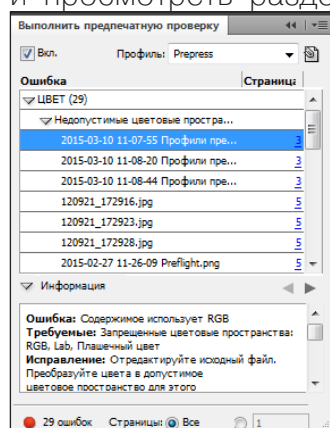 и просмотреть разде
Выполнить предпечатную проверку
Вкл. Профиль: Prepress
Ошибка Страница
ЦВЕТ (29)
Недопустимые цветовые простра...
2015-03-10 11-07-55 Профили пре... 3
2015-03-10 11-08-20 Профили пре... 3
2015-03-10 11-08-44 Профили пре... 3
120921_172916.jpg 5
120921_172923.jpg 5
120921_172928.jpg 5
2015-02-27 11-26-09 Preflight.png 5
Информация
Ошибка: Содержимое использует RGB
Требуемые: Запрещенные цветовые пространства:
RGB, Lab, Плашечный цвет
Исправление: Отредактируйте исходный файл.
Преобразуйте цвета в допустимое
цветовое пространство для этого
29 ошибок Страницы: Все 1